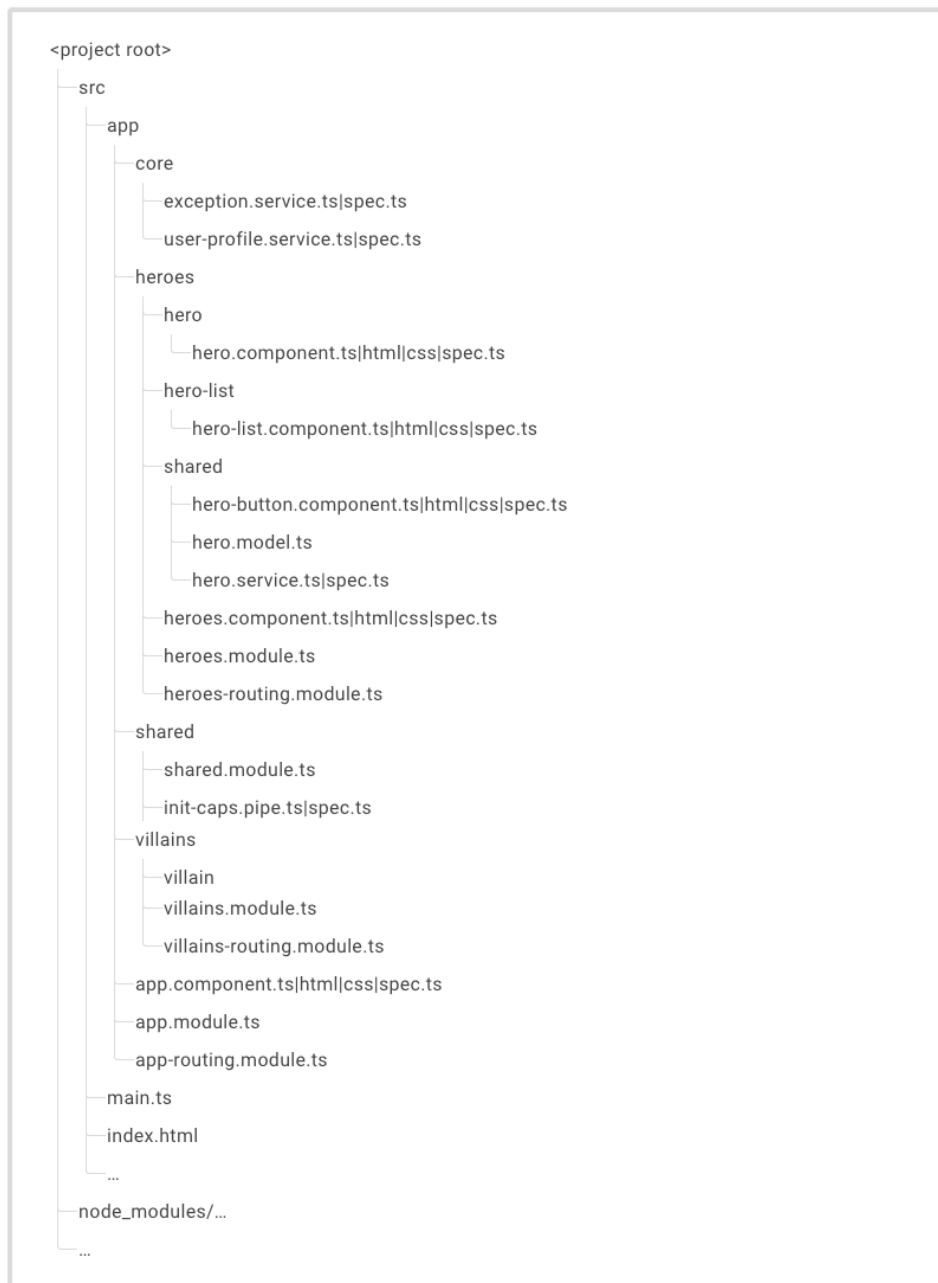 <project root>
src
app
core
exception.service.ts|spec.ts
user-profile.service.ts|spec.ts
heroes
hero
hero.component.ts|html|css|spec.ts
hero-list
hero-list.component.ts|html|css|spec.ts
shared
hero-button.component.ts|html|css|spec.ts
hero.model.ts
hero.service.ts|spec.ts
heroes.component.ts|html|css|spec.ts
heroes.module.ts
heroes-routing.module.ts
shared
shared.module.ts
init-caps.pipe.ts|spec.ts
villains
villain
villains.module.ts
villains-routing.module.ts
app.component.ts|html|css|spec.ts
app.module.ts
app-routing.module.ts
main.ts
index.html
…
node_modules/…
…